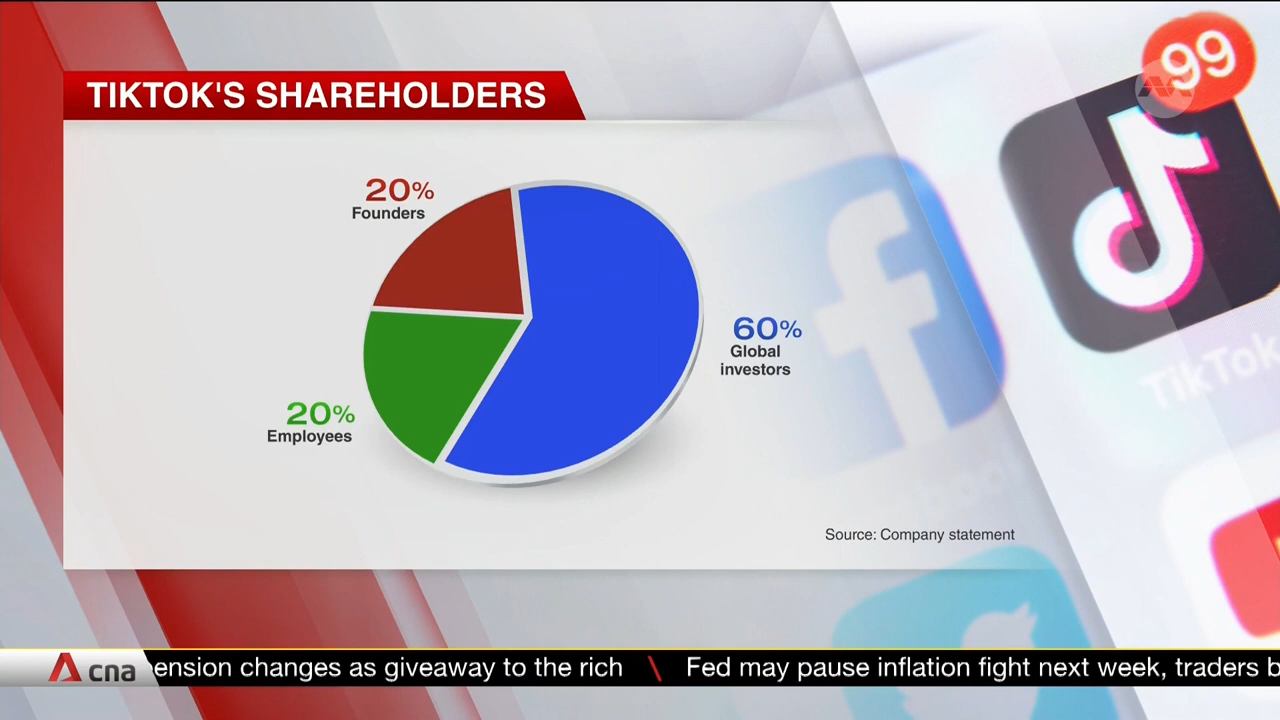 99
TIKTOK'S SHAREHOLDERS
20%
Founders
60%
Global
investors
20%
Employees
TikTok
Source: Company statement
cna
ension changes as giveaway to the rich \ Fed may pause inflation fight next week, traders b